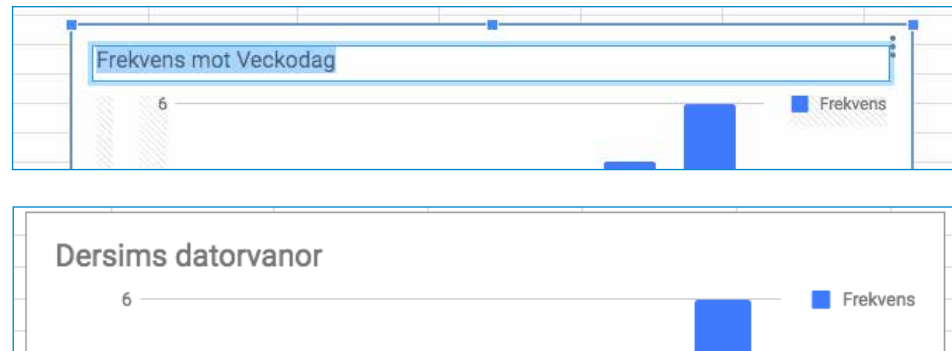 Frekvens mot Veckodag
6
Frekvens
Dersims datorvanor
6
Frekvens